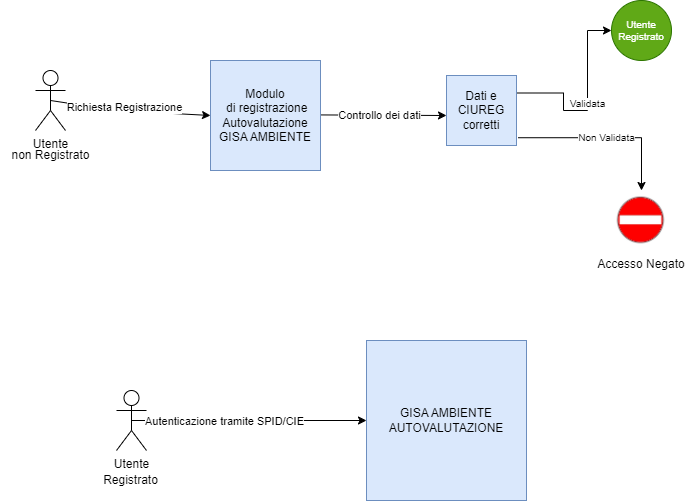 Utente
Registrato
Utente
non Registrato
Richiesta Registrazione
Modulo
di registrazione
Autovalutazione
GISA AMBIENTE
Controllo dei dati
Dati e
CIUREG
corretti
Validata
Non Validata
Accesso Negato
Utente
Registrato
Autenticazione tramite SPID/CIE
GISA AMBIENTE
AUTOVALUTAZIONE